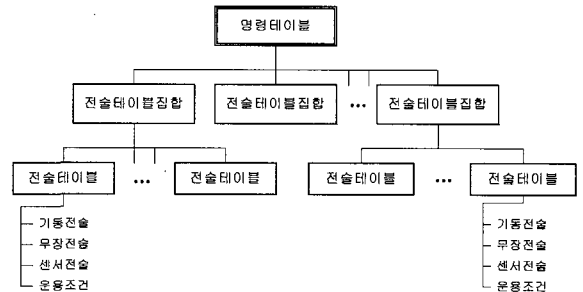 명령테이블
전술테이블집합 전술테이블집합 ... 전술테이블집합
전술테이블 ... 전술테이블 전술테이블 ... 전술테이블
기동전술 기동전술
무장전술 무장전술
센서전술 센서전술
운용조건 운용조건